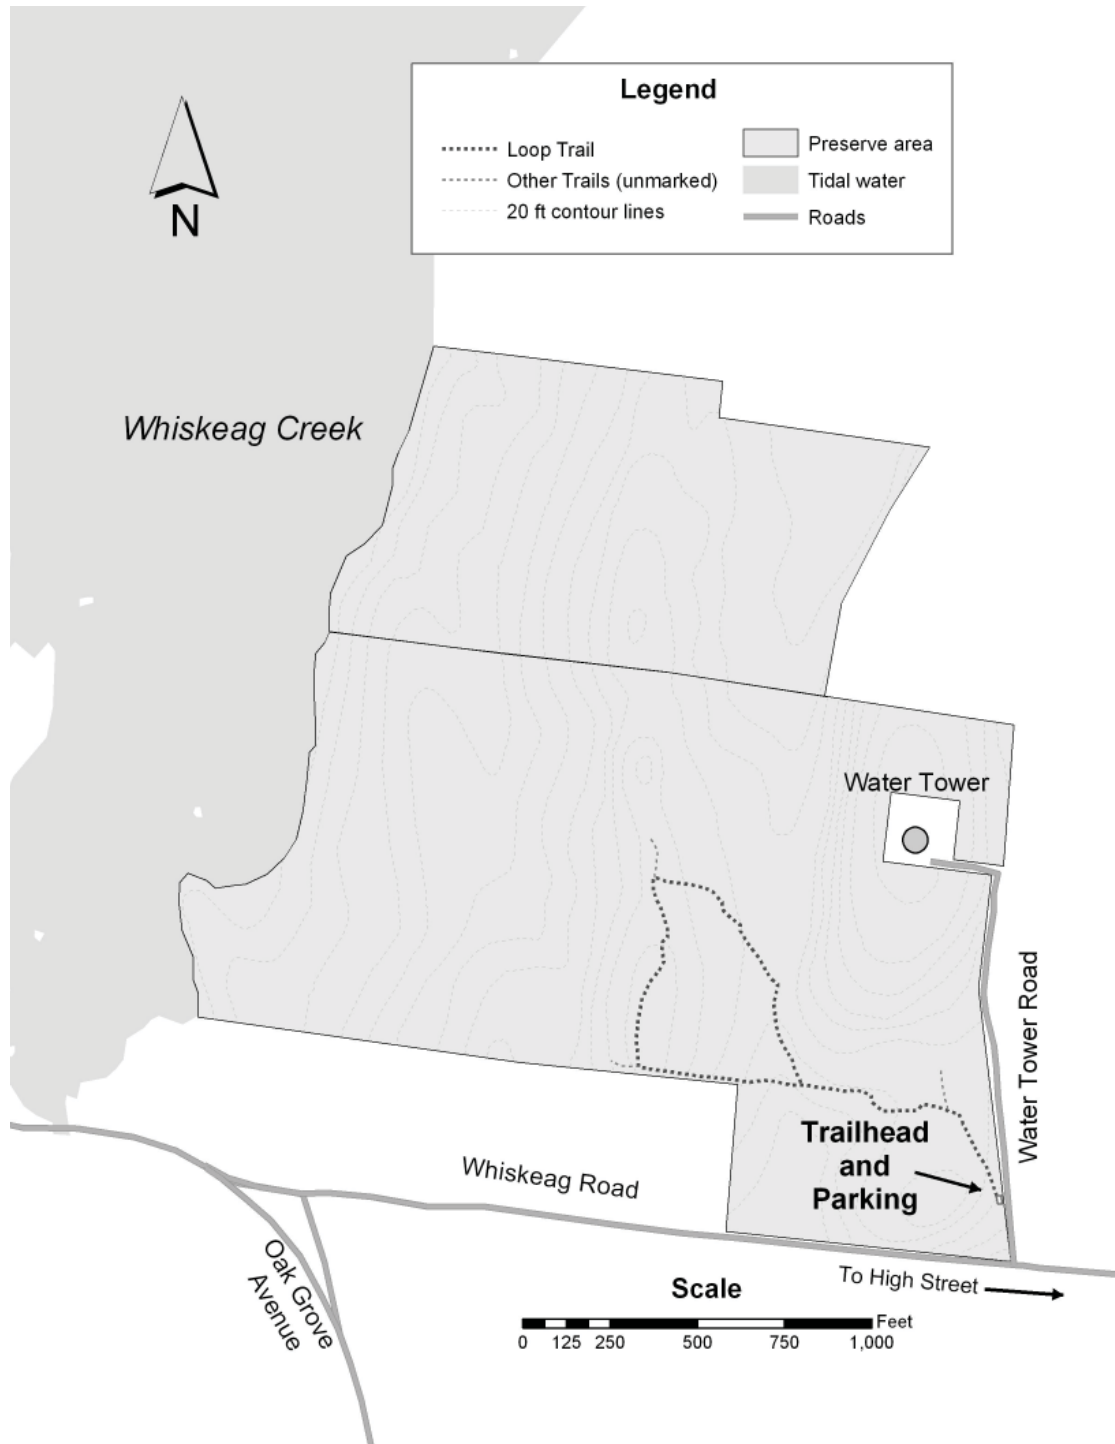 Legend
Loop Trail
Other Trails (unmarked)
20 ft contour lines
Preserve area
Tidal water
Roads
N
Whiskeag Creek
Water Tower
Water Tower Road
Trailhead
and
Parking
Whiskeag Road
Oak Grove
Avenue
To High Street
Scale
Feet
0 125 250 500 750 1,000